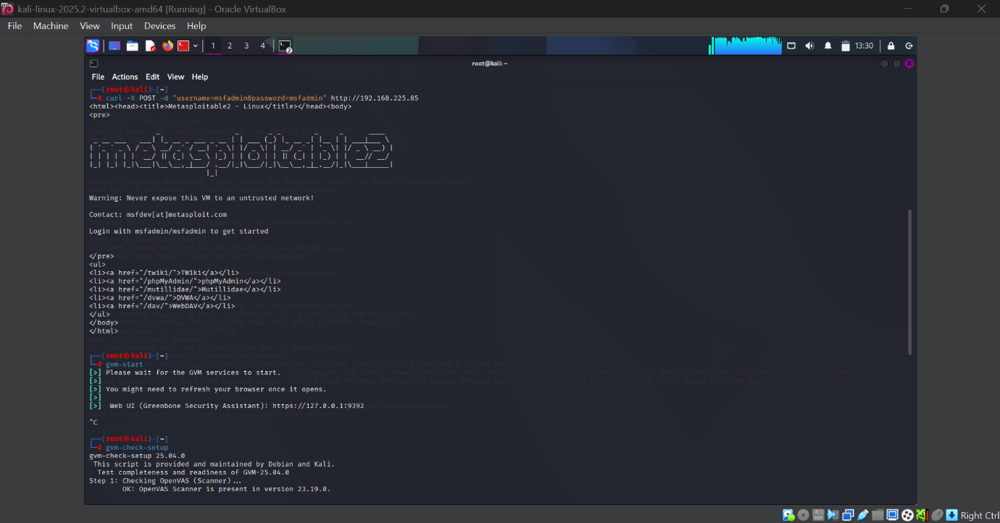 kali-linux-2025.2-virtualbox-amd64 [Running] - Oracle VirtualBox
File Machine View Input Devices Help
1 2 3 4 2 13:30
root@kali: ~
File Actions Edit View Help
┌──(root㉿kali)-[~]
└─# curl -X POST -d "username=msfadmin&password=msfadmin" http://192.168.225.85
<html><head><title>Metasploitable2 - Linux</title></head><body>
<pre>
metasploitable2
Warning: Never expose this VM to an untrusted network!
Contact: msfdev[at]metasploit.com
Login with msfadmin/msfadmin to get started
</pre>
<ul>
<li><a href="/twiki/">TWiki</a></li>
<li><a href="/phpMyAdmin/">phpMyAdmin</a></li>
<li><a href="/mutillidae/">Mutillidae</a></li>
<li><a href="/dvwa/">DVWA</a></li>
<li><a href="/dav/">WebDAV</a></li>
</ul>
</body>
</html>
┌──(root㉿kali)-[~]
└─# gvm-start
[>] Please wait for the GVM services to start.
[>]
[>] You might need to refresh your browser once it opens.
[>]
[>]  Web UI (Greenbone Security Assistant): https://127.0.0.1:9392
^C
┌──(root㉿kali)-[~]
└─# gvm-check-setup
gvm-check-setup 25.04.0
This script is provided and maintained by Debian and Kali.
Test completeness and readiness of GVM-25.04.0
Step 1: Checking OpenVAS (Scanner)...
OK: OpenVAS Scanner is present in version 23.19.0.
Right Ctrl